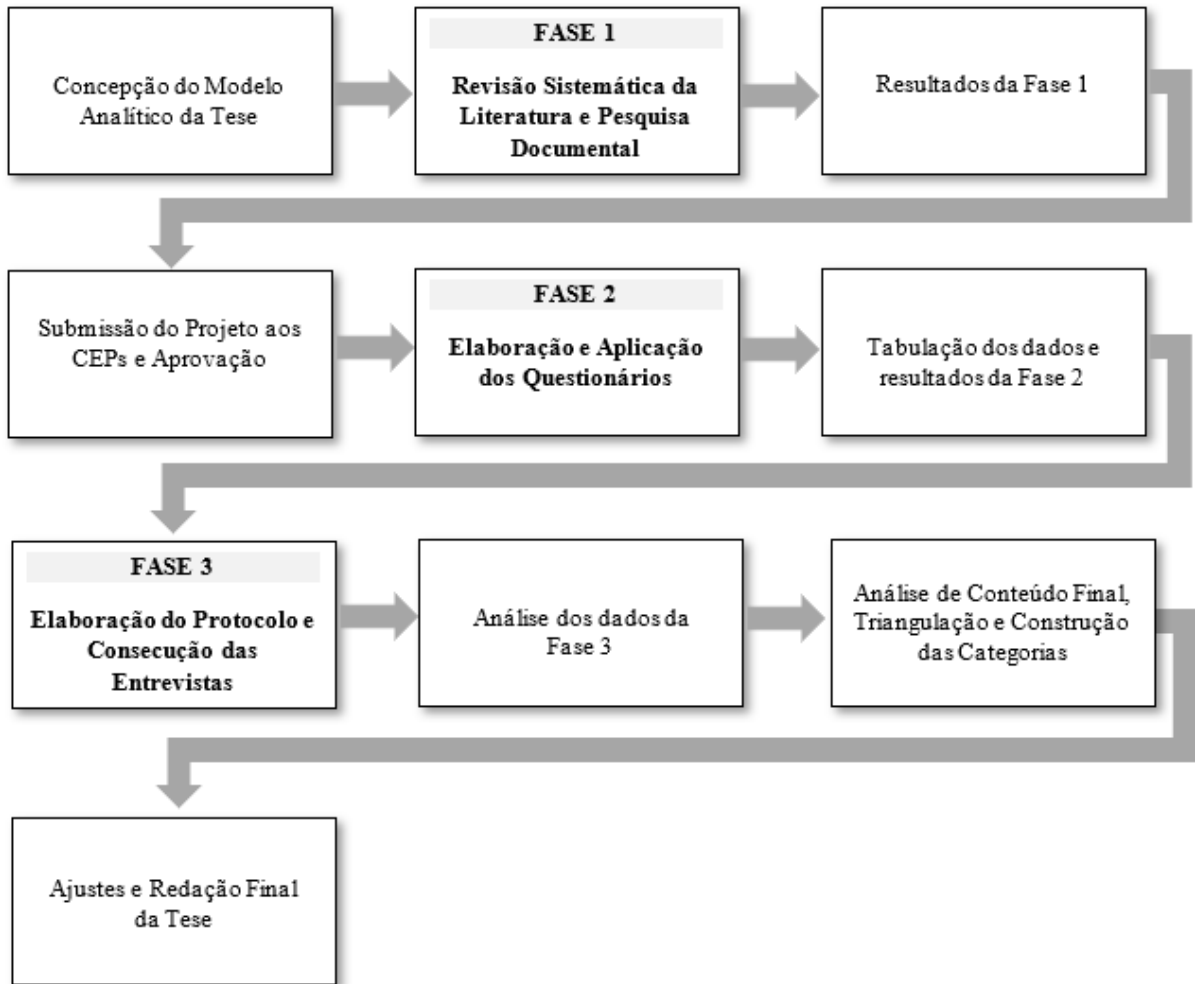 Concepção do Modelo
Analítico da Tese
FASE 1
Revisão Sistemática da
Literatura e Pesquisa
Documental
Resultados da Fase 1
Submissão do Projeto aos
CEPs e Aprovação
FASE 2
Elaboração e Aplicação
dos Questionários
Tabulação dos dados e
resultados da Fase 2
FASE 3
Elaboração do Protocolo e
Consecução das
Entrevistas
Análise dos dados da
Fase 3
Análise de Conteúdo Final,
Triangulação e Construção
das Categorias
Ajustes e Redação Final
da Tese